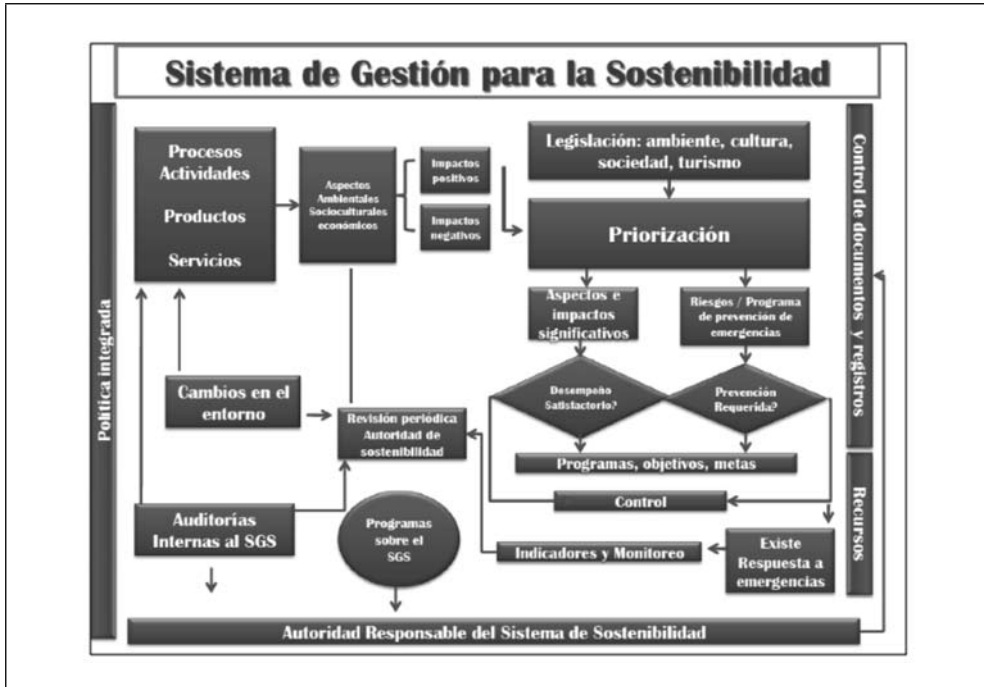 Sistema de Gestión para la Sostenibilidad
Política integrada
Procesos
Actividades
Productos
Servicios
Aspectos
Ambientales
Socioculturales
económicos
Impactos
positivos
Impactos
negativos
Legislación: ambiente, cultura,
sociedad, turismo
Priorización
Aspectos e
impactos
significativos
Riesgos / Programa
de prevención de
emergencias
Desempeño
Satisfactorio?
Prevención
Requerida?
Cambios en el
entorno
Revisión periódica
Autoridad de
sostenibilidad
Programas, objetivos, metas
Control
Auditorías
Internas al SGS
Programas
sobre el
SGS
Indicadores y Monitoreo
Existe
Respuesta a
emergencias
Control de documentos y registros
Recursos
Autoridad Responsable del Sistema de Sostenibilidad